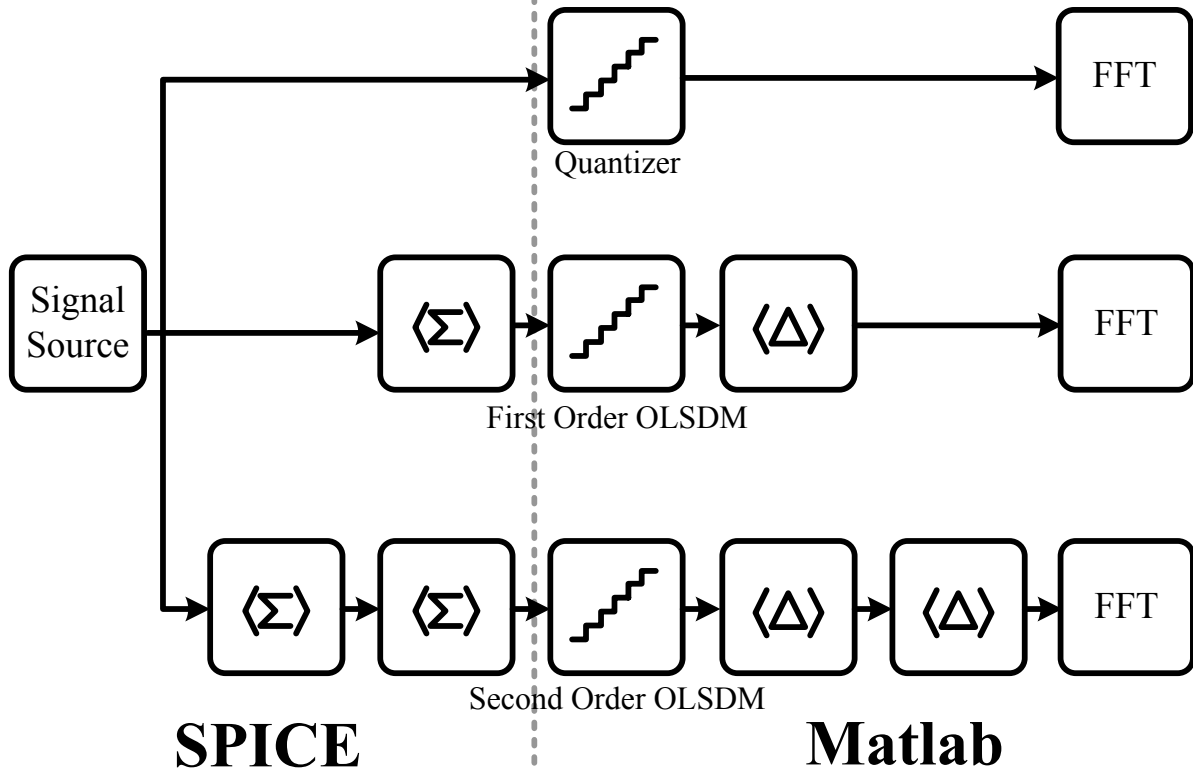 FFT
Quantizer
Signal
Source
⟨Σ⟩
⟨Δ⟩
FFT
First Order OLSDM
⟨Σ⟩
⟨Σ⟩
⟨Δ⟩
⟨Δ⟩
FFT
Second Order OLSDM
SPICE
Matlab